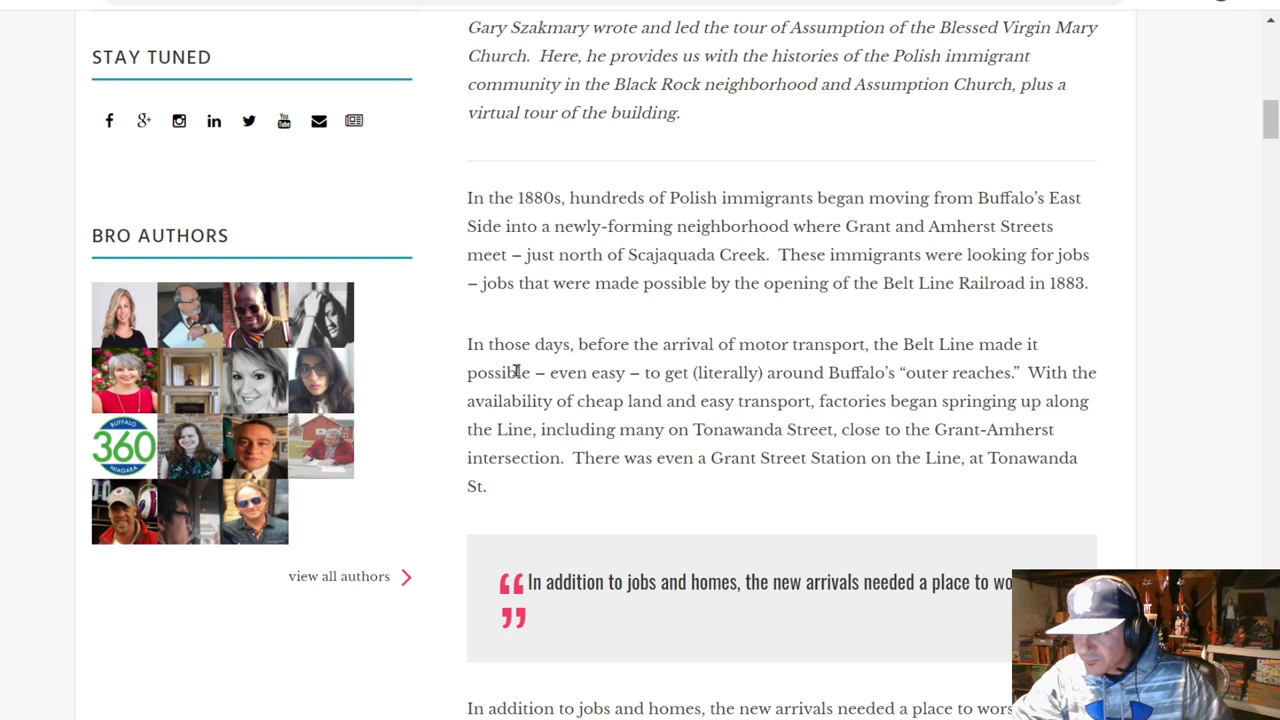 STAY TUNED
BRO AUTHORS
BUFFALO
360
NIAGARA
view all authors
Gary Szakmary wrote and led the tour of Assumption of the Blessed Virgin Mary
Church.  Here, he provides us with the histories of the Polish immigrant
community in the Black Rock neighborhood and Assumption Church, plus a
virtual tour of the building.
In the 1880s, hundreds of Polish immigrants began moving from Buffalo’s East
Side into a newly-forming neighborhood where Grant and Amherst Streets
meet – just north of Scajaquada Creek.  These immigrants were looking for jobs
– jobs that were made possible by the opening of the Belt Line Railroad in 1883.
In those days, before the arrival of motor transport, the Belt Line made it
possible – even easy – to get (literally) around Buffalo’s “outer reaches.”  With the
availability of cheap land and easy transport, factories began springing up along
the Line, including many on Tonawanda Street, close to the Grant-Amherst
intersection.  There was even a Grant Street Station on the Line, at Tonawanda
St.
“ In addition to jobs and homes, the new arrivals needed a place to wo
”
In addition to jobs and homes, the new arrivals needed a place to wors